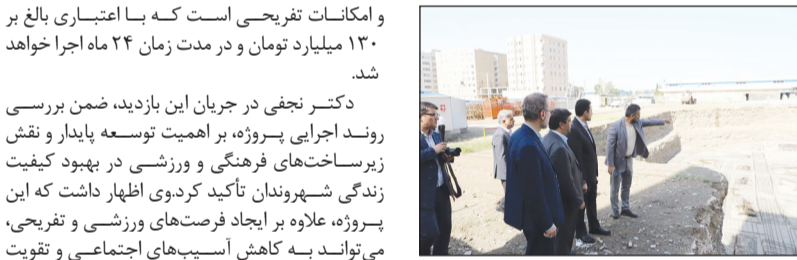 و امکانات تفریحی است که با اعتباری بالغ بر
۱۳۰ میلیارد تومان و در مدت زمان ۲۴ ماه اجرا خواهد
شد.
دکتر نجفی در جریان این بازدید، ضمن بررسی
روند اجرایی پروژه، بر اهمیت توسعه پایدار و نقش
زیرساخت‌های فرهنگی و ورزشی در بهبود کیفیت
زندگی شهروندان تأکید کرد.وی اظهار داشت که این
پروژه، علاوه بر ایجاد فرصت‌های ورزشی و تفریحی،
می‌تواند به کاهش آسیب‌های اجتماعی و تقویت